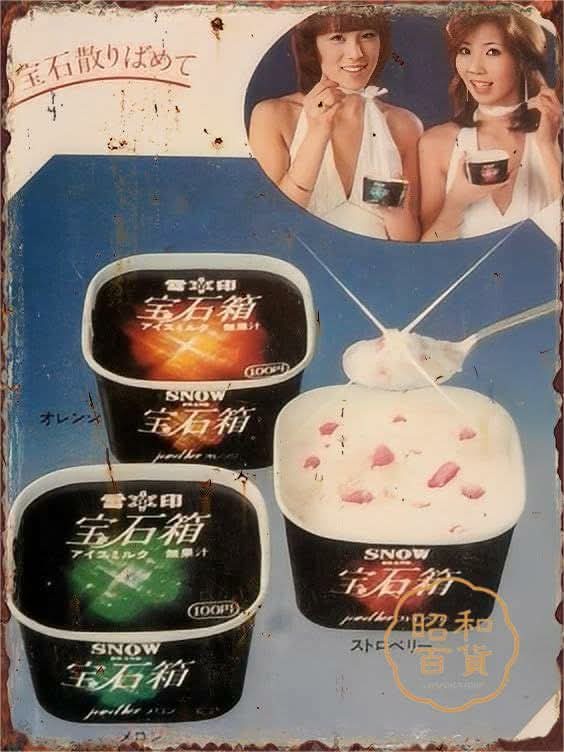 宝石散りばめて
雪印
宝石箱
アイスミルク 無果汁
100円
SNOW
BRAND
宝石箱
オレンジ
雪印
宝石箱
アイスミルク 無果汁
100円
SNOW
BRAND
宝石箱
メロン
SNOW
BRAND
宝石箱
ストロベリー
昭和
百貨